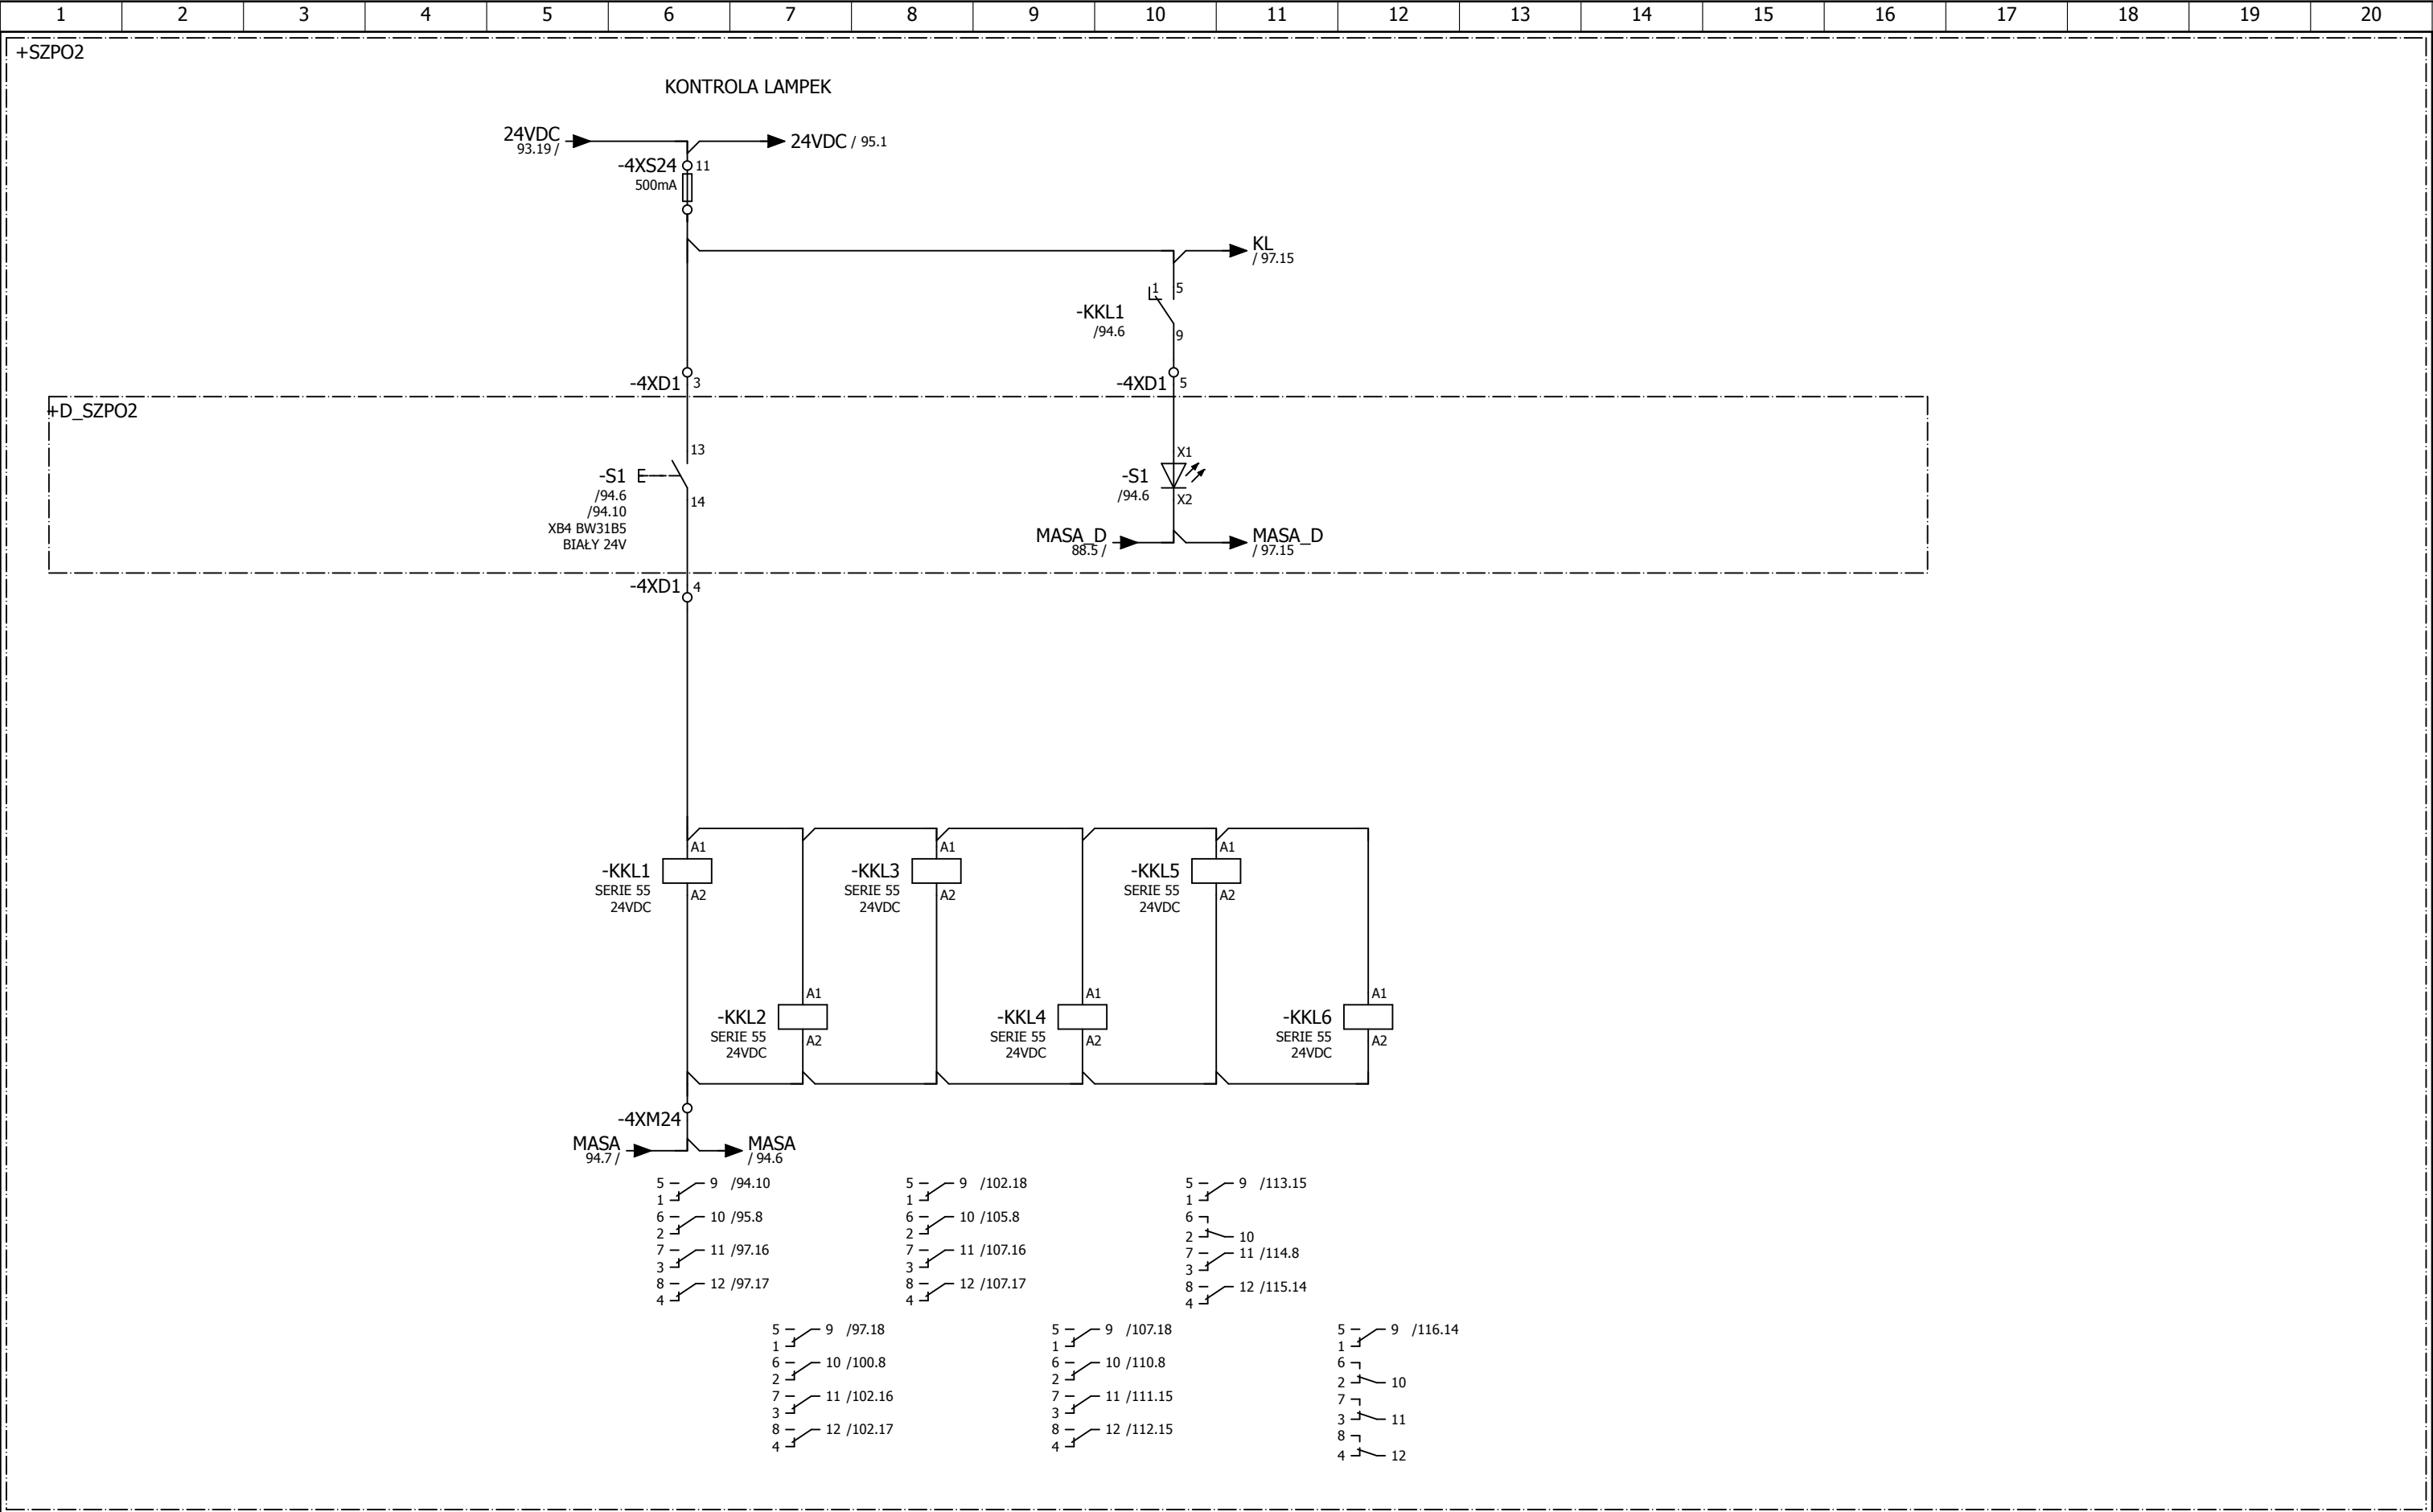 1 2 3 4 5 6 7 8 9 10 11 12 13 14 15 16 17 18 19 20
+SZPO2
KONTROLA LAMPEK
24VDC
93.19 /
24VDC / 95.1
-4XS24 11
500mA
KL
/ 97.15
1 5
-KKL1
/94.6
9
-4XD1 3
-4XD1 5
+D_SZPO2
13
-S1 E
/94.6
/94.10
XB4 BW31B5
BIAŁY 24V
14
X1
-S1
/94.6
X2
MASA_D
88.5 /
MASA_D
/ 97.15
-4XD1 4
A1
-KKL1
SERIE 55
24VDC
A2
A1
-KKL3
SERIE 55
24VDC
A2
A1
-KKL5
SERIE 55
24VDC
A2
A1
-KKL2
SERIE 55
24VDC
A2
A1
-KKL4
SERIE 55
24VDC
A2
A1
-KKL6
SERIE 55
24VDC
A2
-4XM24
MASA
94.7 /
MASA
/ 94.6
5 9 /94.10
1
6 10 /95.8
2
7 11 /97.16
3
8 12 /97.17
4
5 9 /102.18
1
6 10 /105.8
2
7 11 /107.16
3
8 12 /107.17
4
5 9 /113.15
1
6
2 10
7 11 /114.8
3
8 12 /115.14
4
5 9 /97.18
1
6 10 /100.8
2
7 11 /102.16
3
8 12 /102.17
4
5 9 /107.18
1
6 10 /110.8
2
7 11 /111.15
3
8 12 /112.15
4
5 9 /116.14
1
6
2 10
7
3 11
8
4 12